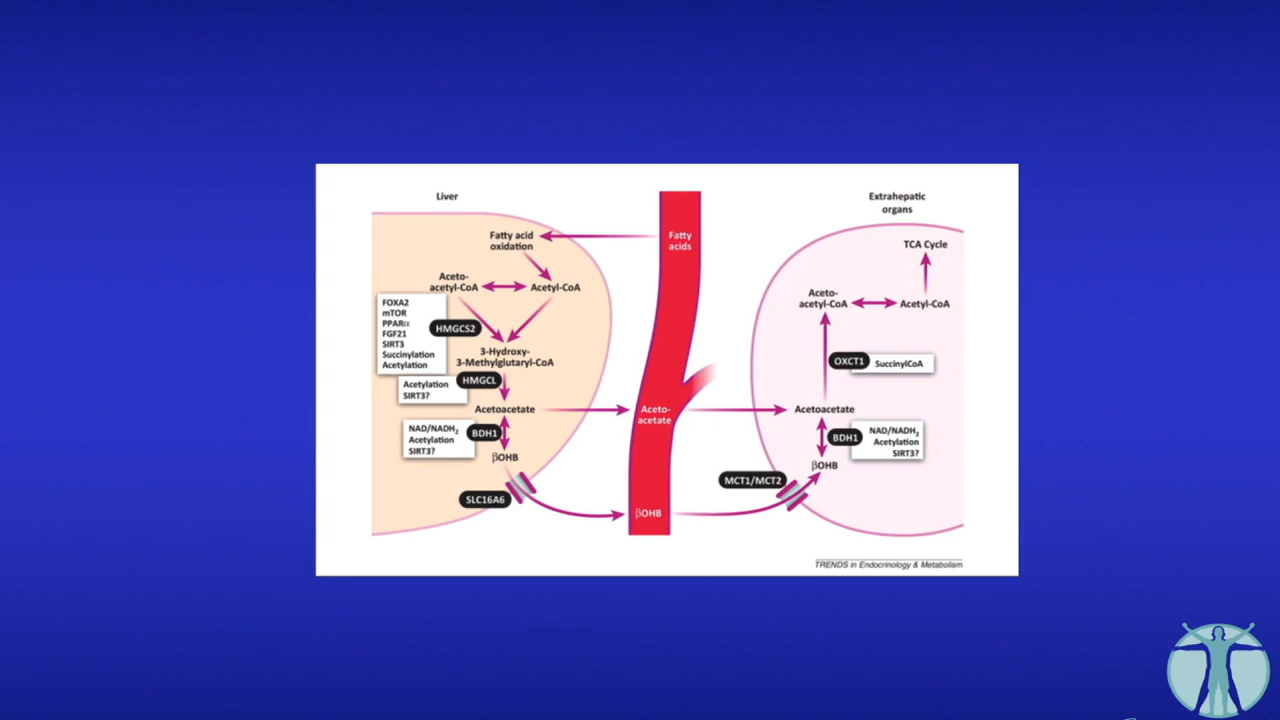 Liver
Fatty acid
oxidation
Aceto-
acetyl-CoA
Acetyl-CoA
FOXA2
mTOR
PPARα
FGF21
SIRT3
Succinylation
Acetylation
HMGCS2
3-Hydroxy-
3-Methylglutaryl-CoA
HMGCL
Acetylation
SIRT3?
Acetoacetate
NAD/NADH₂
Acetylation
SIRT3?
BDH1
βOHB
SLC16A6
Fatty
acids
Aceto-
acetate
βOHB
Extrahepatic
organs
TCA Cycle
Aceto-
acetyl-CoA
Acetyl-CoA
OXCT1
SuccinylCoA
Acetoacetate
BDH1
NAD/NADH₂
Acetylation
SIRT3?
βOHB
MCT1/MCT2
TRENDS in Endocrinology & Metabolism